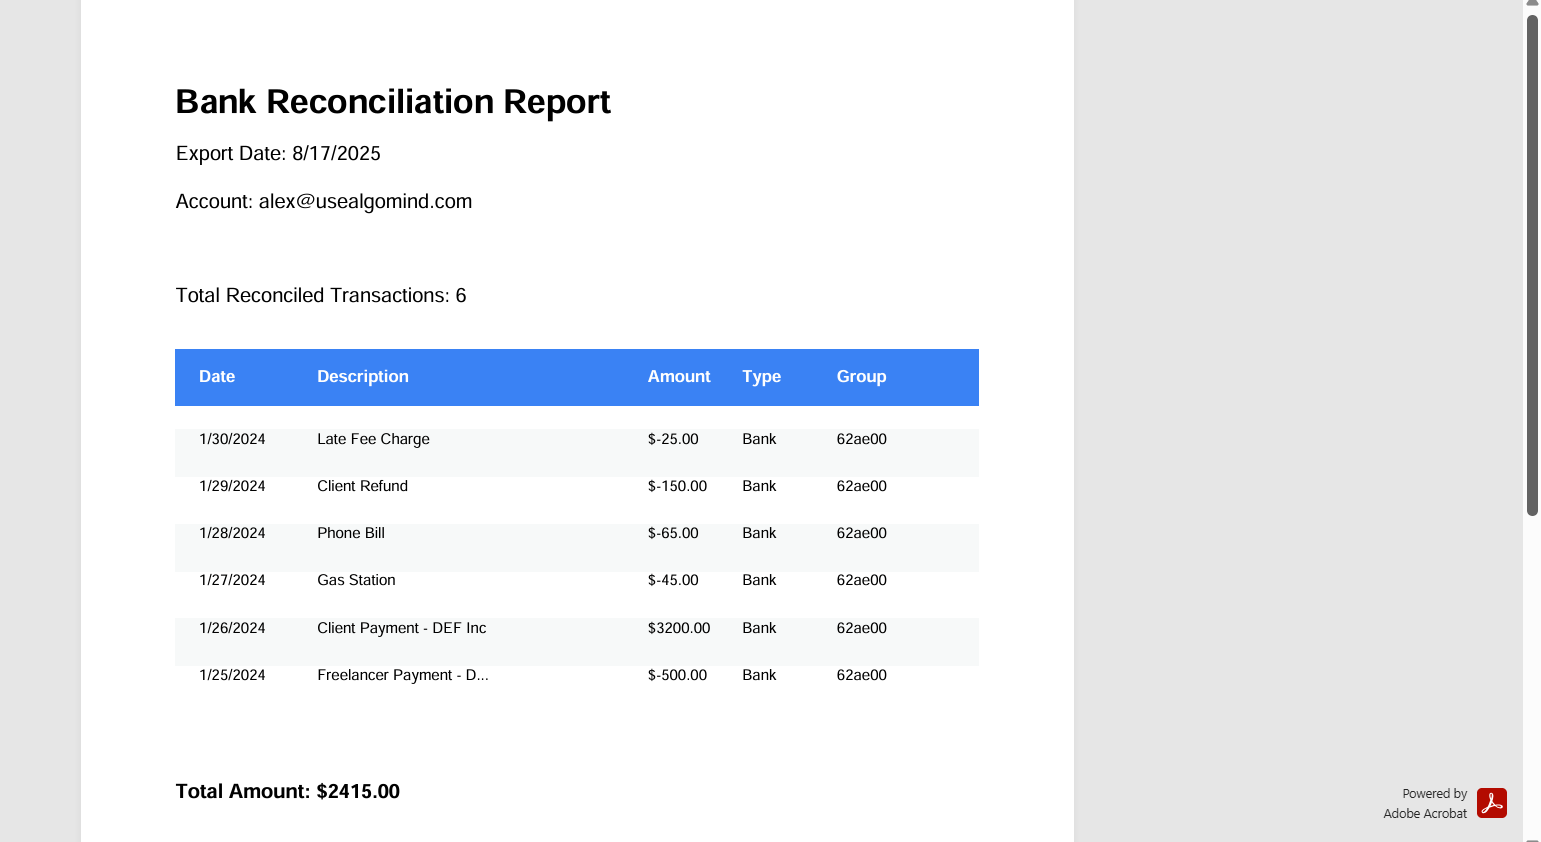 Bank Reconciliation Report
Export Date: 8/17/2025
Account: alex@usealgomind.com
Total Reconciled Transactions: 6
Date Description Amount Type Group
1/30/2024 Late Fee Charge $-25.00 Bank 62ae00
1/29/2024 Client Refund $-150.00 Bank 62ae00
1/28/2024 Phone Bill $-65.00 Bank 62ae00
1/27/2024 Gas Station $-45.00 Bank 62ae00
1/26/2024 Client Payment - DEF Inc $3200.00 Bank 62ae00
1/25/2024 Freelancer Payment - D... $-500.00 Bank 62ae00
Total Amount: $2415.00
Powered by
Adobe Acrobat